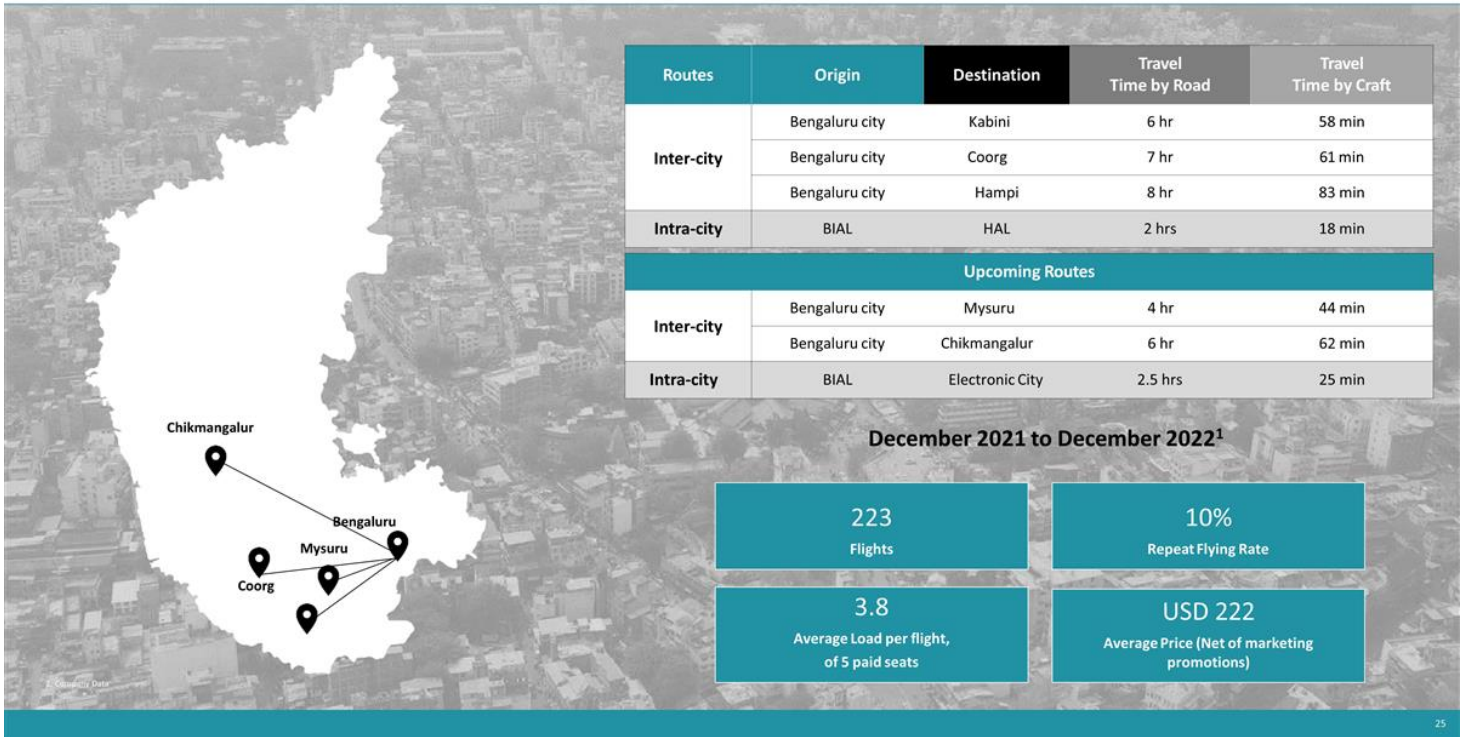 Routes Origin Destination Travel Time by Road Travel Time by Craft
Inter-city
Bengaluru city Kabini 6 hr 58 min
Bengaluru city Coorg 7 hr 61 min
Bengaluru city Hampi 8 hr 83 min
Intra-city BIAL HAL 2 hrs 18 min
Upcoming Routes
Inter-city
Bengaluru city Mysuru 4 hr 44 min
Bengaluru city Chikmangalur 6 hr 62 min
Intra-city BIAL Electronic City 2.5 hrs 25 min
Chikmangalur
Bengaluru
Mysuru
Coorg
December 2021 to December 2022¹
223
Flights
10%
Repeat Flying Rate
3.8
Average Load per flight,
of 5 paid seats
USD 222
Average Price (Net of marketing
promotions)
1. Company Data
25